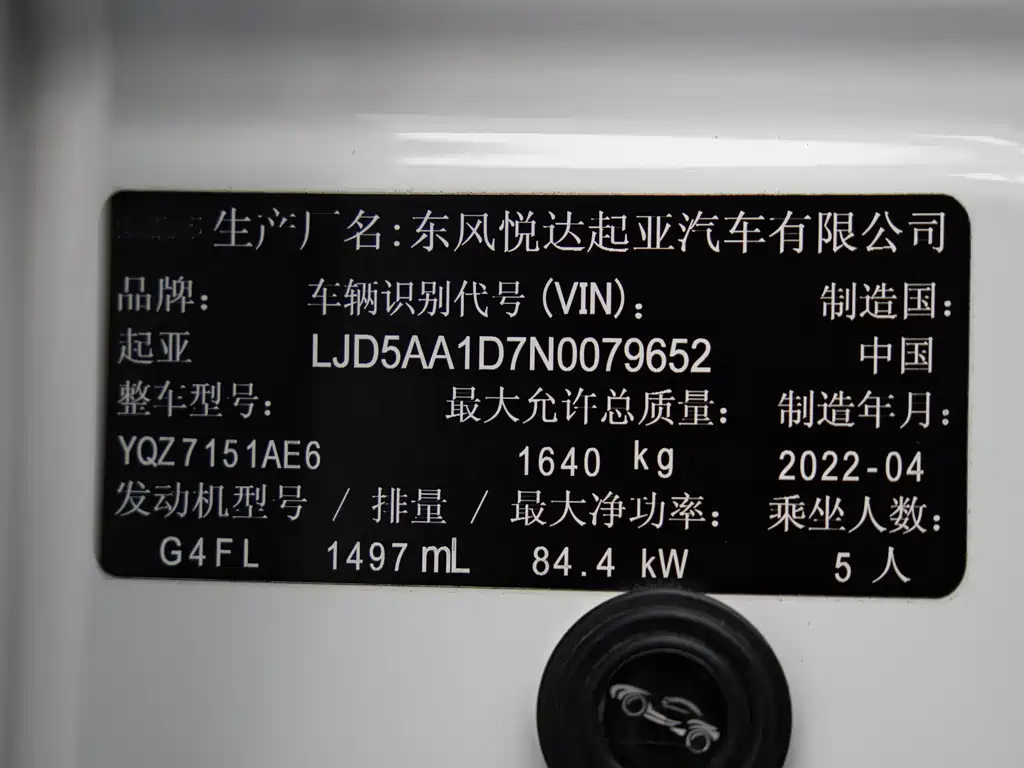 生产厂名:东风悦达起亚汽车有限公司
品牌: 车辆识别代号(VIN): 制造国:
起亚 LJD5AA1D7N0079652 中国
整车型号: 最大允许总质量: 制造年月:
YQZ7151AE6 1640 kg 2022-04
发动机型号 / 排量 / 最大净功率: 乘坐人数:
G4FL 1497 mL 84.4 kW 5 人